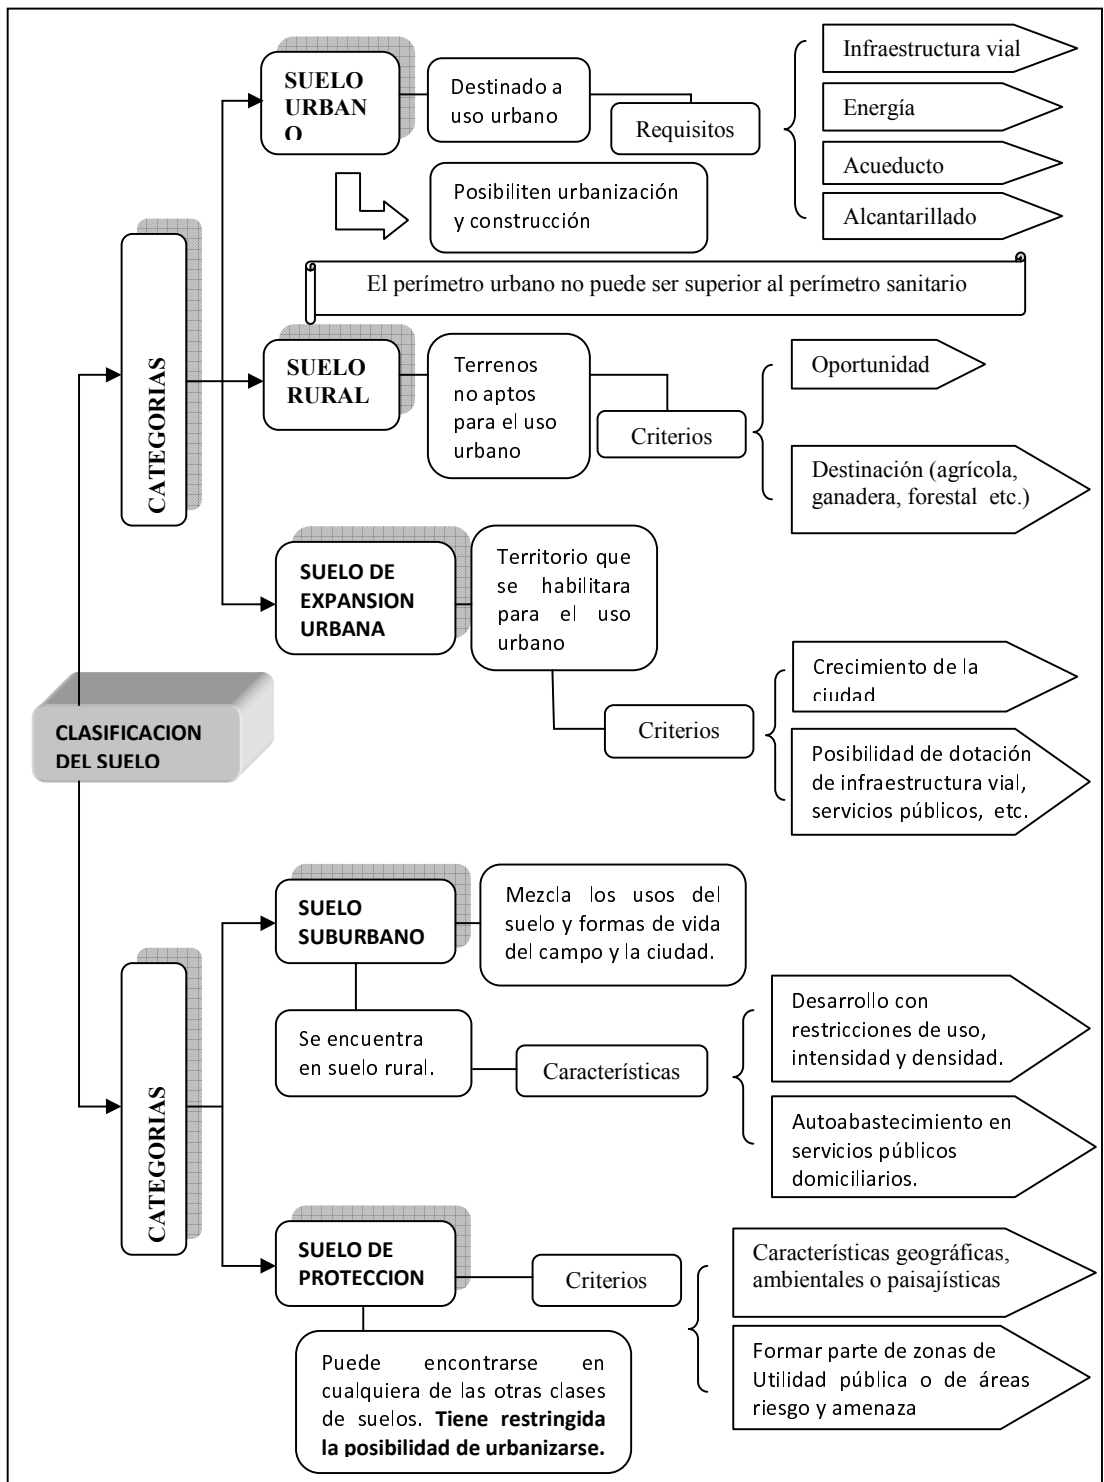 SUELO
URBAN
O
Destinado a
uso urbano
Requisitos
Infraestructura vial
Energía
Acueducto
Alcantarillado
Posibiliten urbanización
y construcción
El perímetro urbano no puede ser superior al perímetro sanitario
CATEGORIAS
SUELO
RURAL
Terrenos
no aptos
para el uso
urbano
Criterios
Oportunidad
Destinación (agrícola,
ganadera, forestal etc.)
SUELO DE
EXPANSION
URBANA
Territorio que
se habilitara
para el uso
urbano
Criterios
Crecimiento de la
ciudad
Posibilidad de dotación
de infraestructura vial,
servicios públicos, etc.
CLASIFICACION
DEL SUELO
CATEGORIAS
SUELO
SUBURBANO
Mezcla los usos del
suelo y formas de vida
del campo y la ciudad.
Se encuentra
en suelo rural.
Características
Desarrollo con
restricciones de uso,
intensidad y densidad.
Autoabastecimiento en
servicios públicos
domiciliarios.
SUELO DE
PROTECCION
Criterios
Características geográficas,
ambientales o paisajísticas
Formar parte de zonas de
Utilidad pública o de áreas
riesgo y amenaza
Puede encontrarse en
cualquiera de las otras clases
de suelos. Tiene restringida
la posibilidad de urbanizarse.